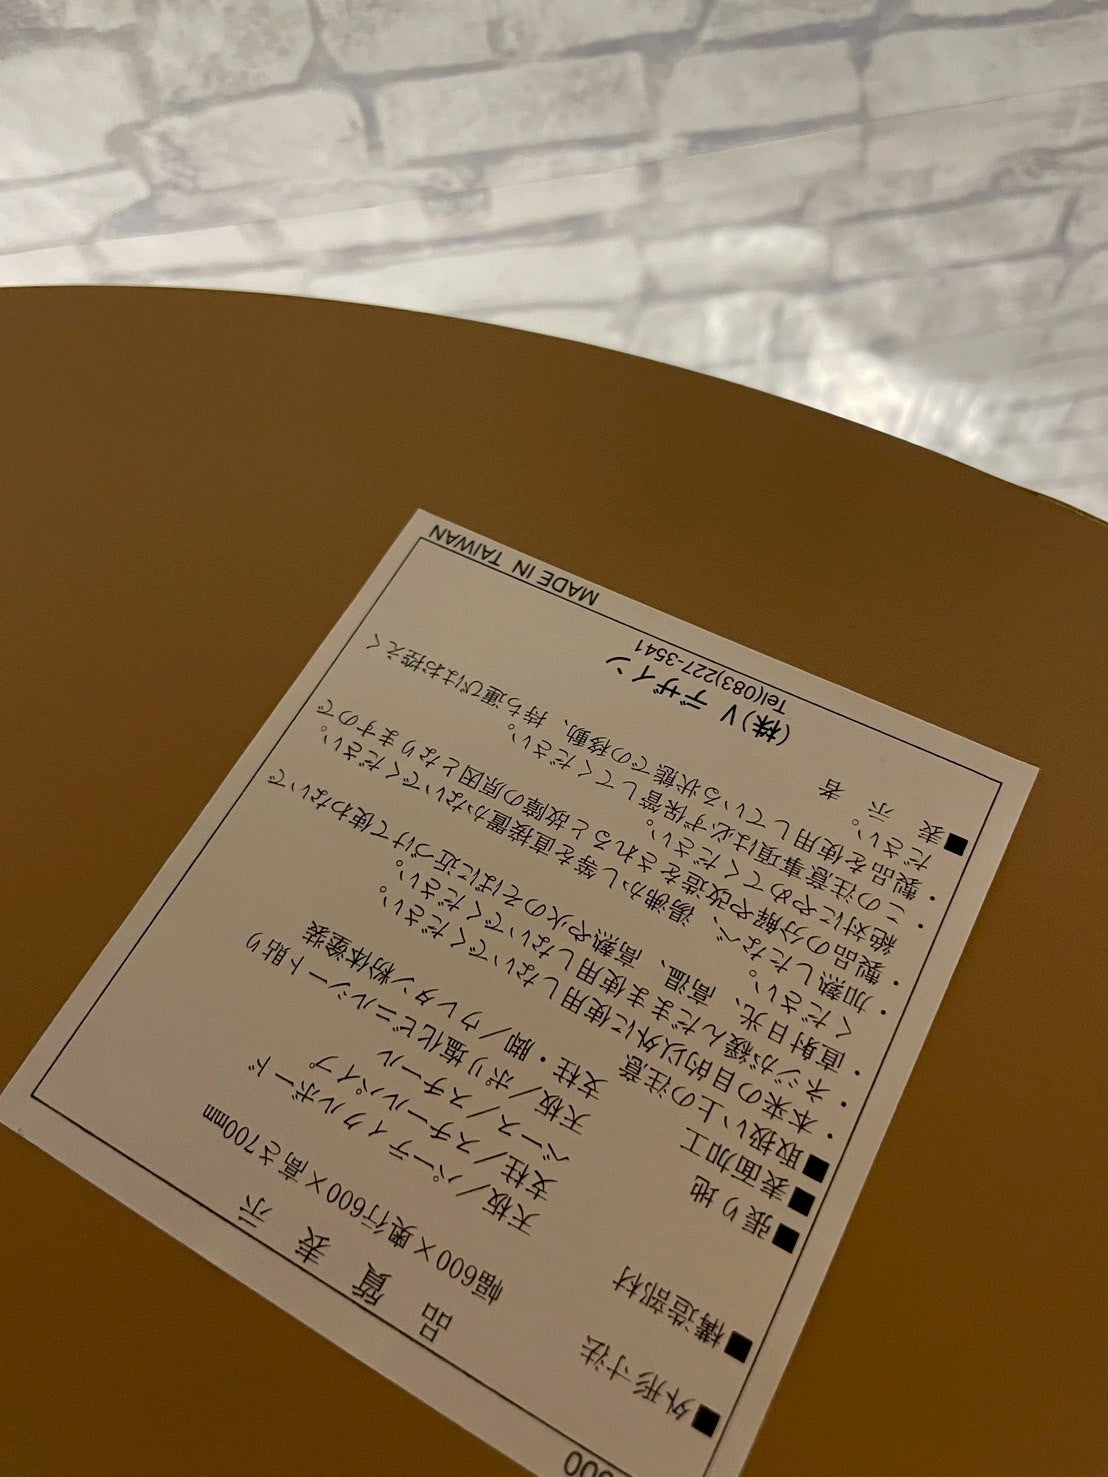 600
品 質 表 示
■外形寸法 幅600×奥行600×高さ700mm
■構造部材 天板／パーティクルボード
支柱／スチールパイプ
ベース／スチール
■張り地 天板／ポリ塩化ビニルシート貼り
■表面加工 支柱・脚／ウレタン粉体塗装
■取扱い上の注意
・本来の目的以外に使用しないでください。
・ネジが緩んだまま使用しないでください。
・直射日光、高温、高熱や火のそばに近づけて使わないで
ください。
・加熱したなべ、湯沸かし等を直接置かないでください。
・製品の分解や改造をされると故障の原因となりますので
絶対にやめてください。
・この注意事項は必ず保管してください。
・製品を使用している状態での移動、持ち運びはお控えく
ださい。
■表 示 者
(株)V デザイン
Tel(083)227-3541
MADE IN TAIWAN